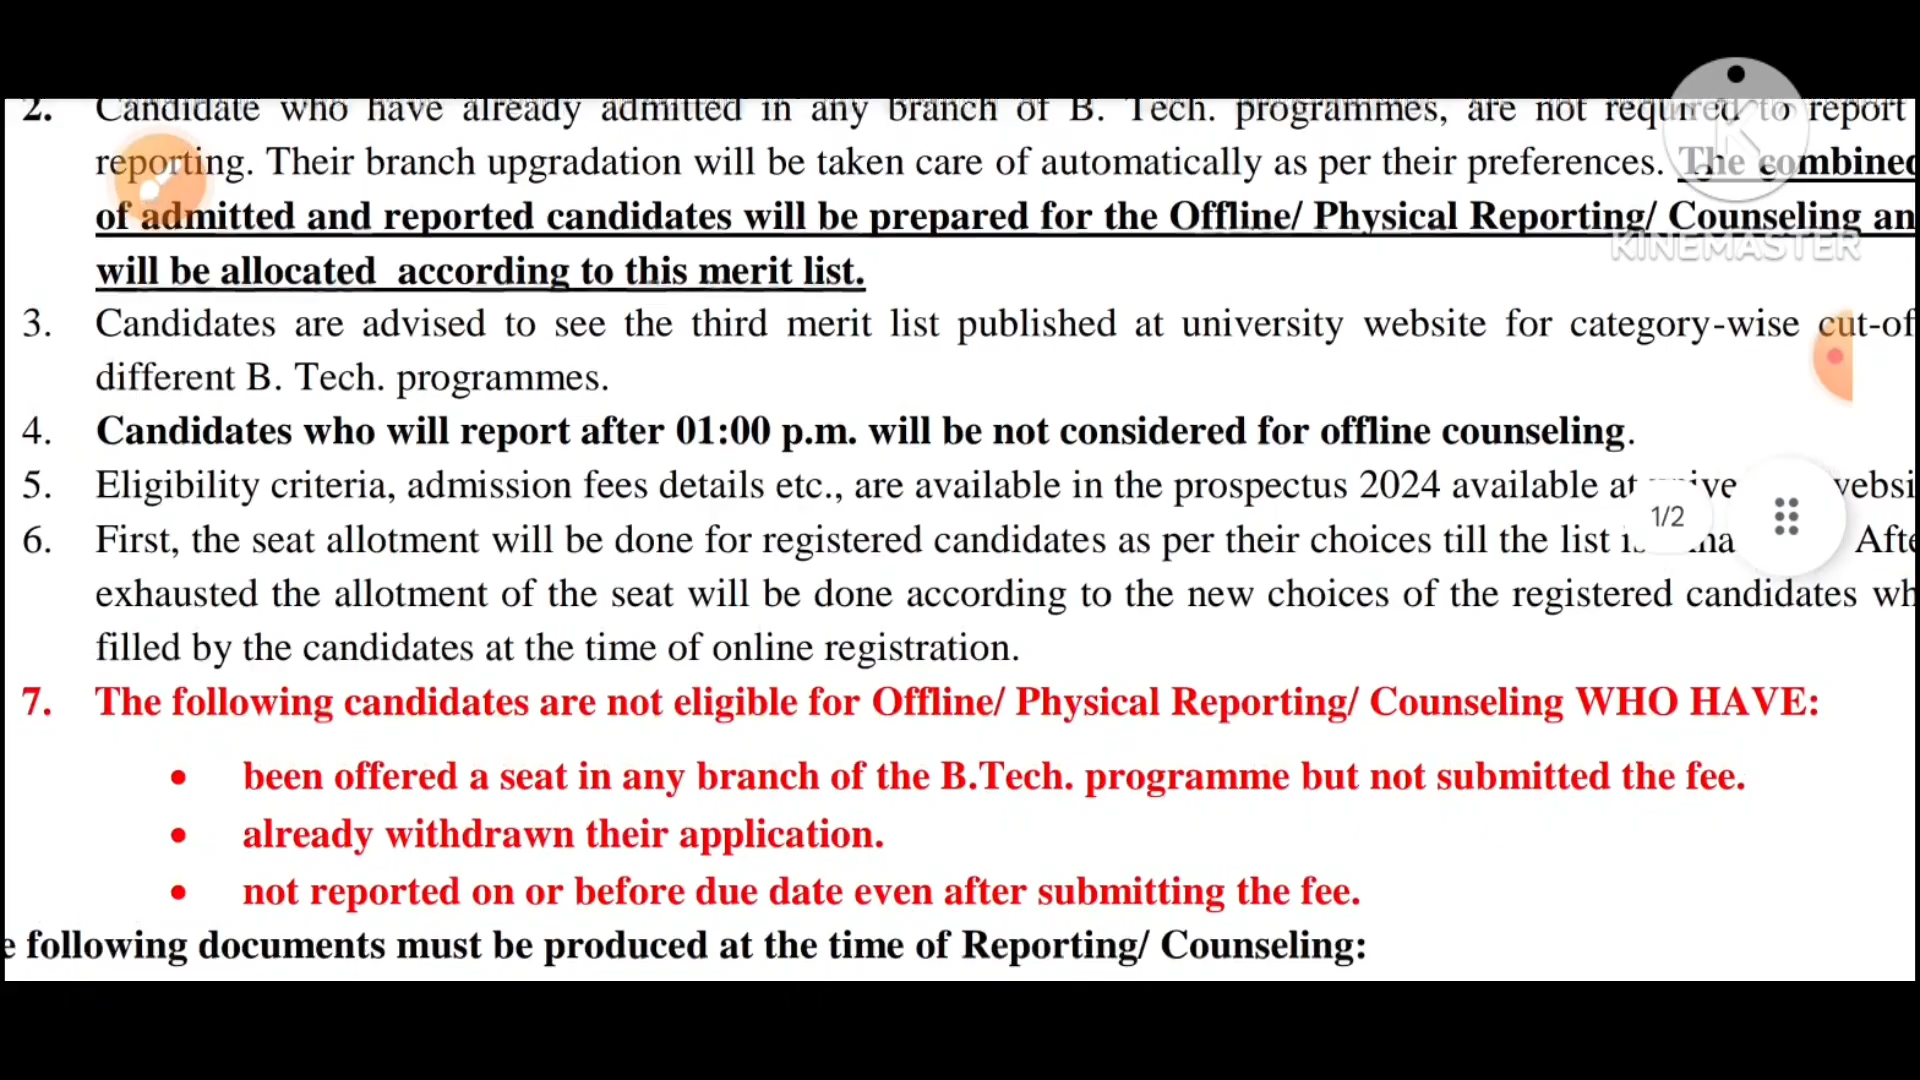 2. Candidate who have already admitted in any branch of B. Tech. programmes, are not required to report
reporting. Their branch upgradation will be taken care of automatically as per their preferences. The combined
of admitted and reported candidates will be prepared for the Offline/ Physical Reporting/ Counseling an
KINEMASTER
will be allocated according to this merit list.
3. Candidates are advised to see the third merit list published at university website for category-wise cut-of
different B. Tech. programmes.
4. Candidates who will report after 01:00 p.m. will be not considered for offline counseling.
5. Eligibility criteria, admission fees details etc., are available in the prospectus 2024 available at
1/2
6. First, the seat allotment will be done for registered candidates as per their choices till the list
exhausted the allotment of the seat will be done according to the new choices of the registered candidates wh
filled by the candidates at the time of online registration.
7. The following candidates are not eligible for Offline/ Physical Reporting/ Counseling WHO HAVE:
• been offered a seat in any branch of the B.Tech. programme but not submitted the fee.
• already withdrawn their application.
• not reported on or before due date even after submitting the fee.
e following documents must be produced at the time of Reporting/ Counseling: